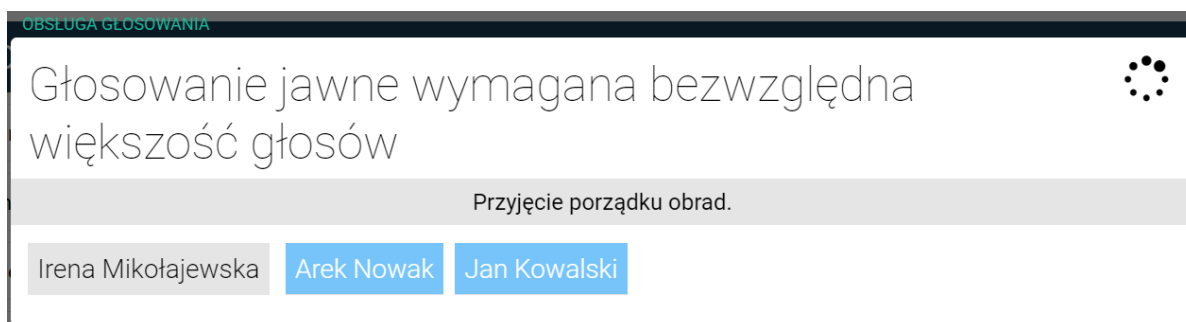 OBSŁUGA GŁOSOWANIA
Głosowanie jawne wymagana bezwzględna
większość głosów
Przyjęcie porządku obrad.
Irena Mikołajewska Arek Nowak Jan Kowalski